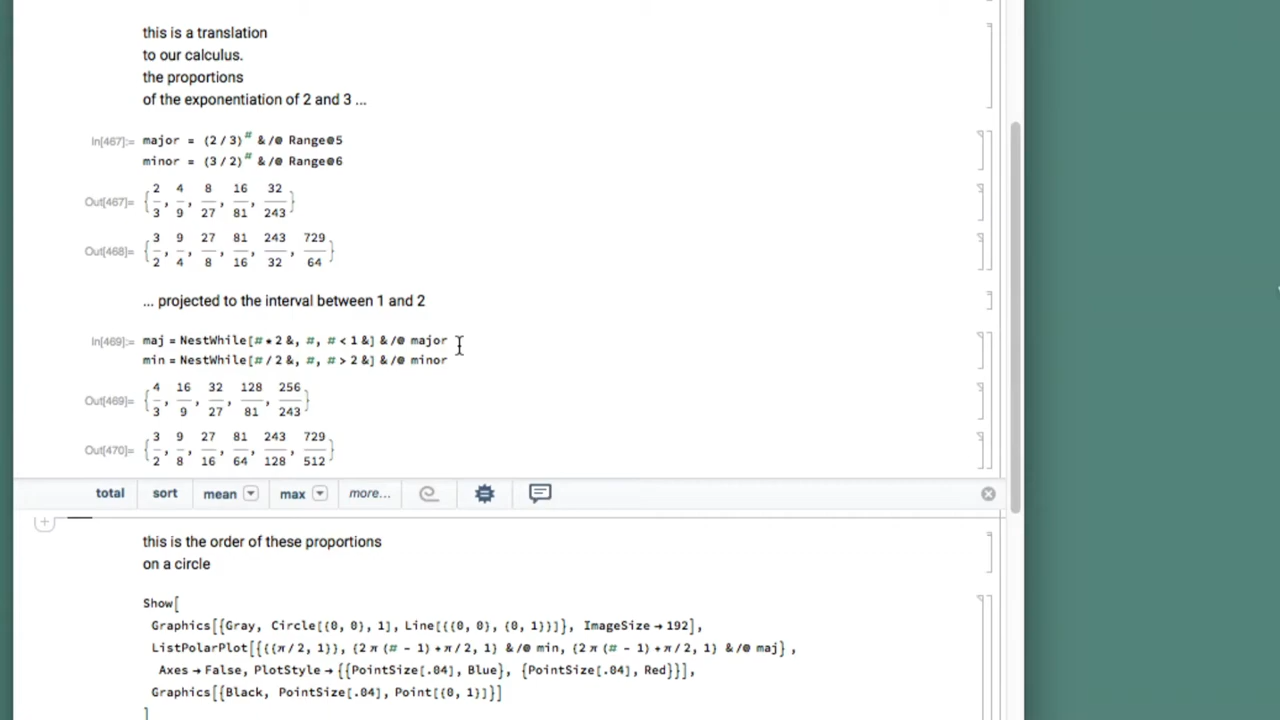 this is a translation
to our calculus.
the proportions
of the exponentiation of 2 and 3 ...
In[467]:= major = (2 / 3)^# & /@ Range@5
minor = (3 / 2)^# & /@ Range@6
Out[467]= {2/3, 4/9, 8/27, 16/81, 32/243}
Out[468]= {3/2, 9/4, 27/8, 81/16, 243/32, 729/64}
... projected to the interval between 1 and 2
In[469]:= maj = NestWhile[# * 2 &, #, # < 1 &] & /@ major
min = NestWhile[# / 2 &, #, # > 2 &] & /@ minor
Out[469]= {4/3, 16/9, 32/27, 128/81, 256/243}
Out[470]= {3/2, 9/8, 27/16, 81/64, 243/128, 729/512}
total sort mean max more...
this is the order of these proportions
on a circle
Show[
Graphics[{Gray, Circle[{0, 0}, 1], Line[{{0, 0}, {0, 1}}]}, ImageSize → 192],
ListPolarPlot[{{{π / 2, 1}}, {2 π (# - 1) + π / 2, 1} & /@ min, {2 π (# - 1) + π / 2, 1} & /@ maj} ,
Axes → False, PlotStyle → {{PointSize[.04], Blue}, {PointSize[.04], Red}}],
Graphics[{Black, PointSize[.04], Point[{0, 1}]}]
]